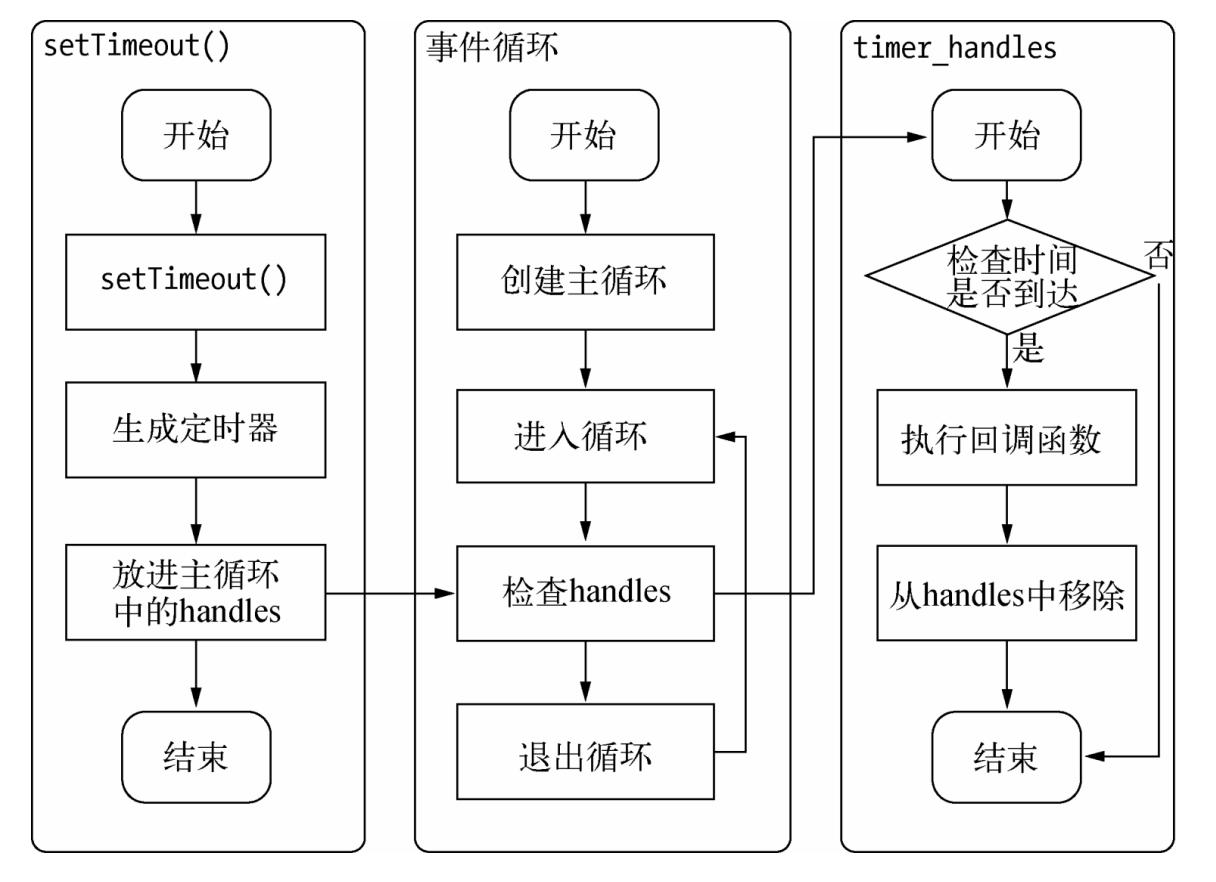 setTimeout()
开始
setTimeout()
生成定时器
放进主循环
中的handles
结束
事件循环
开始
创建主循环
进入循环
检查handles
退出循环
timer_handles
开始
检查时间
是否到达
否
是
执行回调函数
从handles中移除
结束